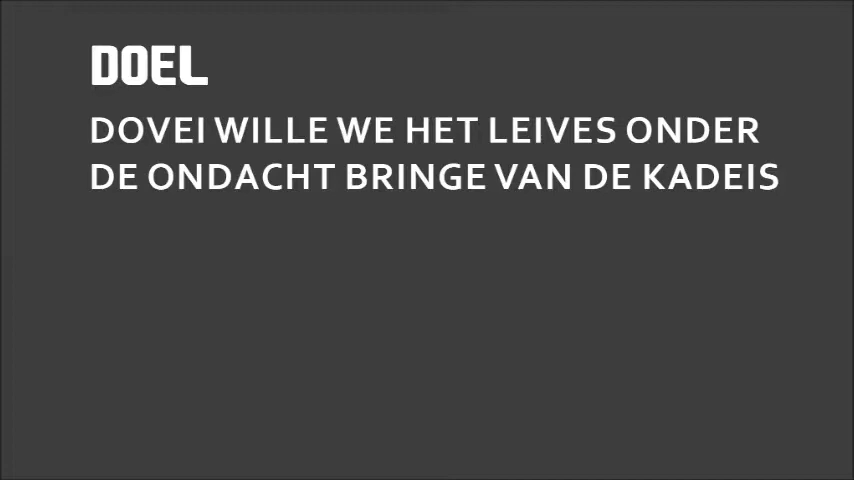 DOEL
DOVEI WILLE WE HET LEIVES ONDER
DE ONDACHT BRINGE VAN DE KADEIS